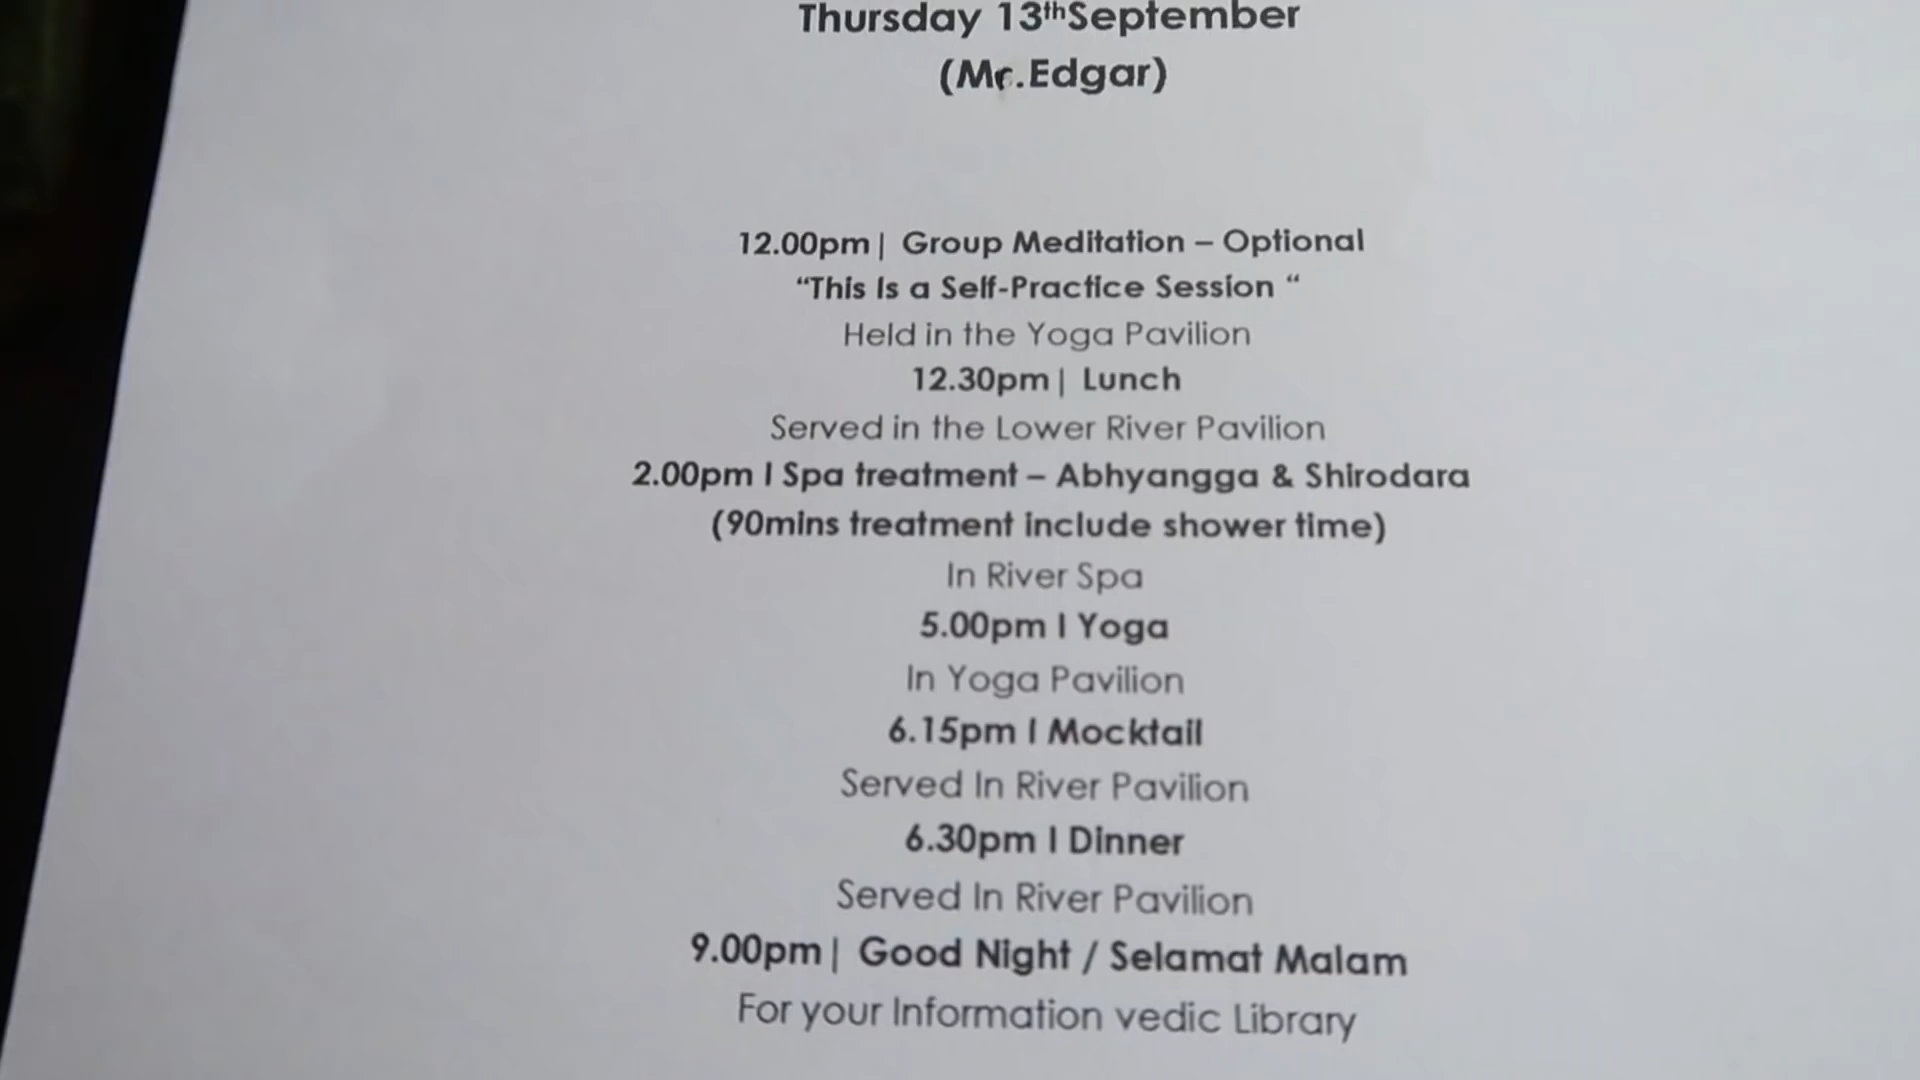 Thursday 13thSeptember
(Mr.Edgar)
12.00pm| Group Meditation – Optional
“This Is a Self-Practice Session “
Held in the Yoga Pavilion
12.30pm| Lunch
Served in the Lower River Pavilion
2.00pm I Spa treatment – Abhyangga & Shirodara
(90mins treatment include shower time)
In River Spa
5.00pm I Yoga
In Yoga Pavilion
6.15pm I Mocktail
Served In River Pavilion
6.30pm I Dinner
Served In River Pavilion
9.00pm| Good Night / Selamat Malam
For your Information vedic Library